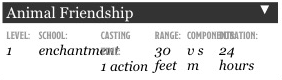 Animal Friendship ▼
LEVEL: SCHOOL: CASTING RANGE: COMPONENTS: DURATION:
1 enchantment 30 v s 24
1 action feet m hours